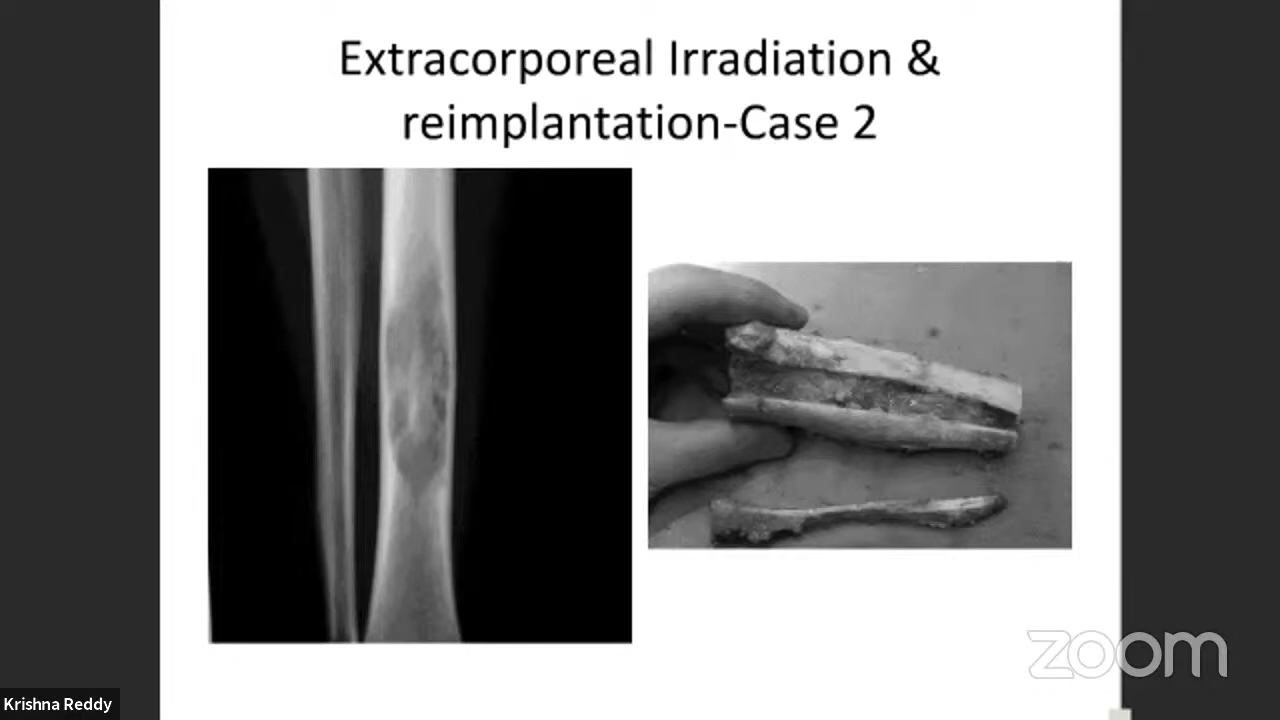 Extracorporeal Irradiation &
reimplantation-Case 2
zoom
Krishna Reddy